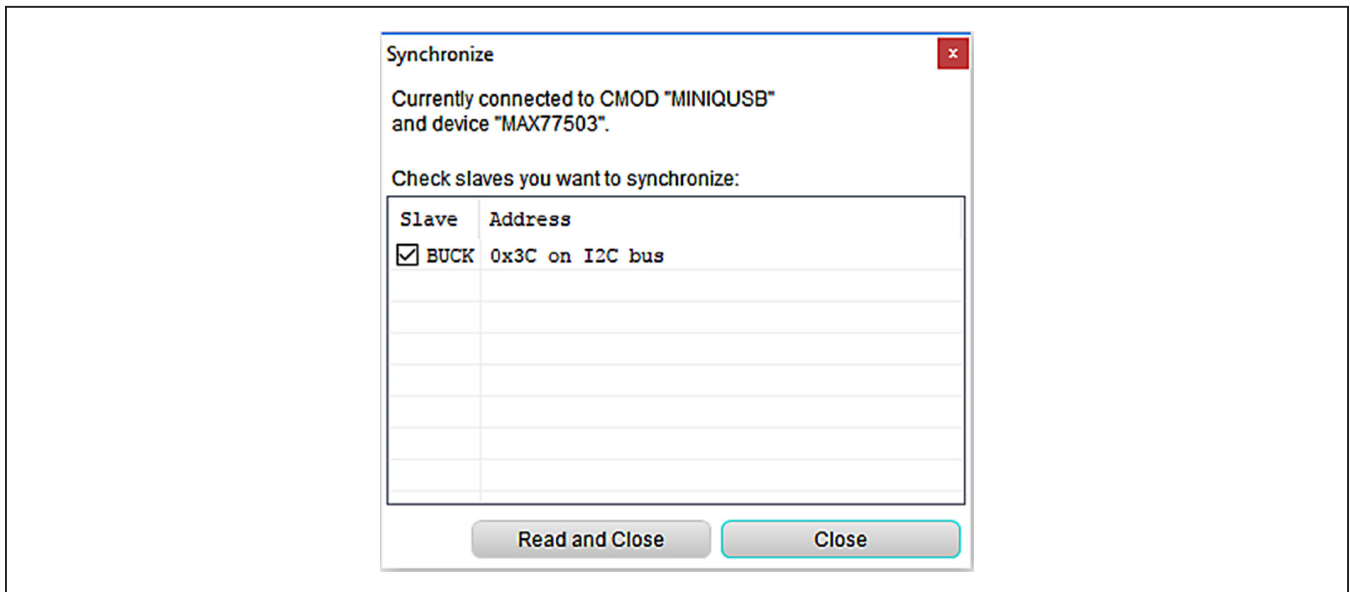 Synchronize
x
Currently connected to CMOD "MINIQUSB"
and device "MAX77503".
Check slaves you want to synchronize:
Slave Address
BUCK 0x3C on I2C bus
Read and Close Close